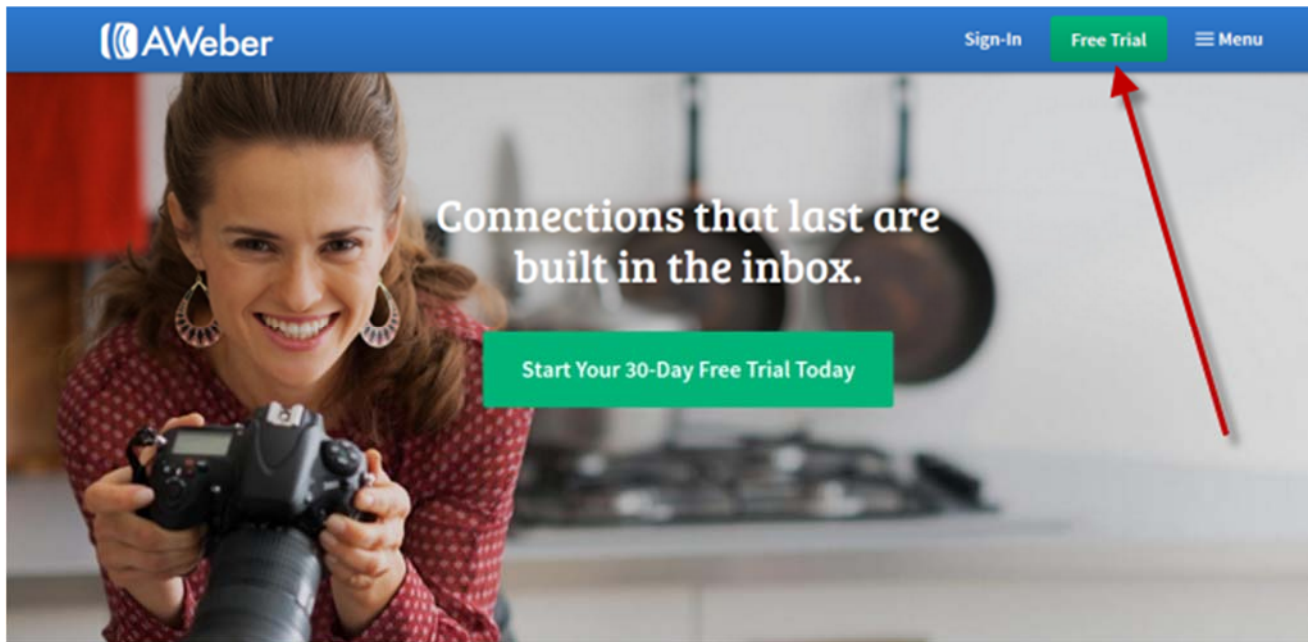 AWeber
Sign-In
Free Trial
Menu
Connections that last are
built in the inbox.
Start Your 30-Day Free Trial Today